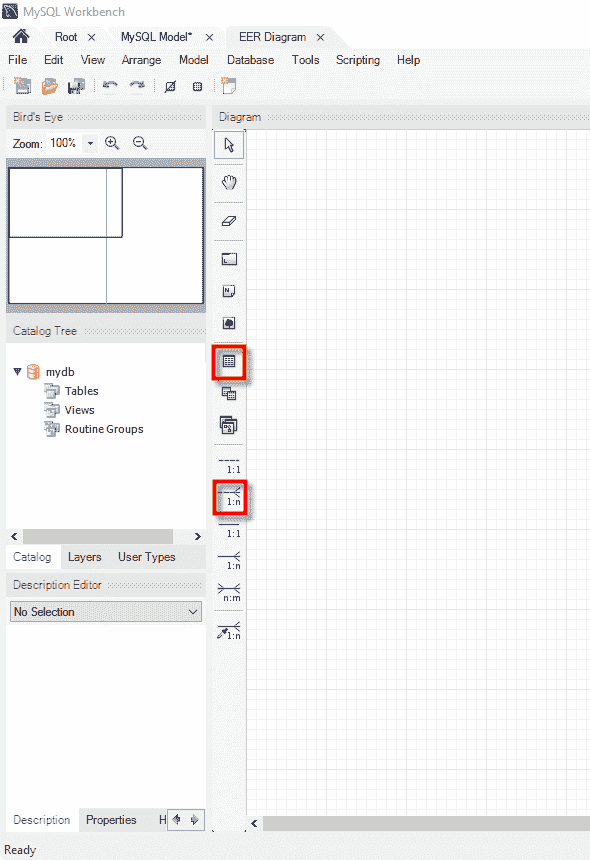 MySQL Workbench
Root MySQL Model* EER Diagram
File Edit View Arrange Model Database Tools Scripting Help
Bird's Eye
Diagram
Zoom: 100%
N
Catalog Tree
mydb
Tables
Views
Routine Groups
1:1
1:n
1:1
1:n
n:m
1:n
Catalog Layers User Types
Description Editor
No Selection
Description Properties H
Ready